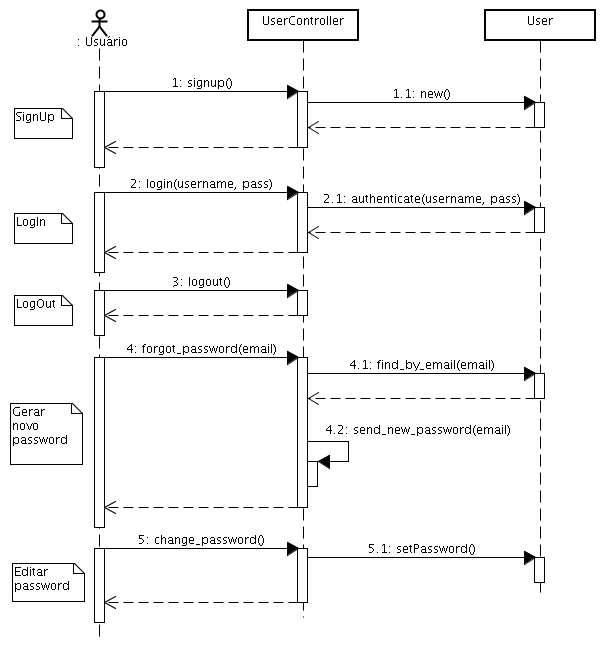 : Usuário
UserController
User
1: signup()
1.1: new()
SignUp
2: login(username, pass)
2.1: authenticate(username, pass)
LogIn
3: logout()
LogOut
4: forgot_password(email)
4.1: find_by_email(email)
Gerar
novo
password
4.2: send_new_password(email)
5: change_password()
5.1: setPassword()
Editar
password